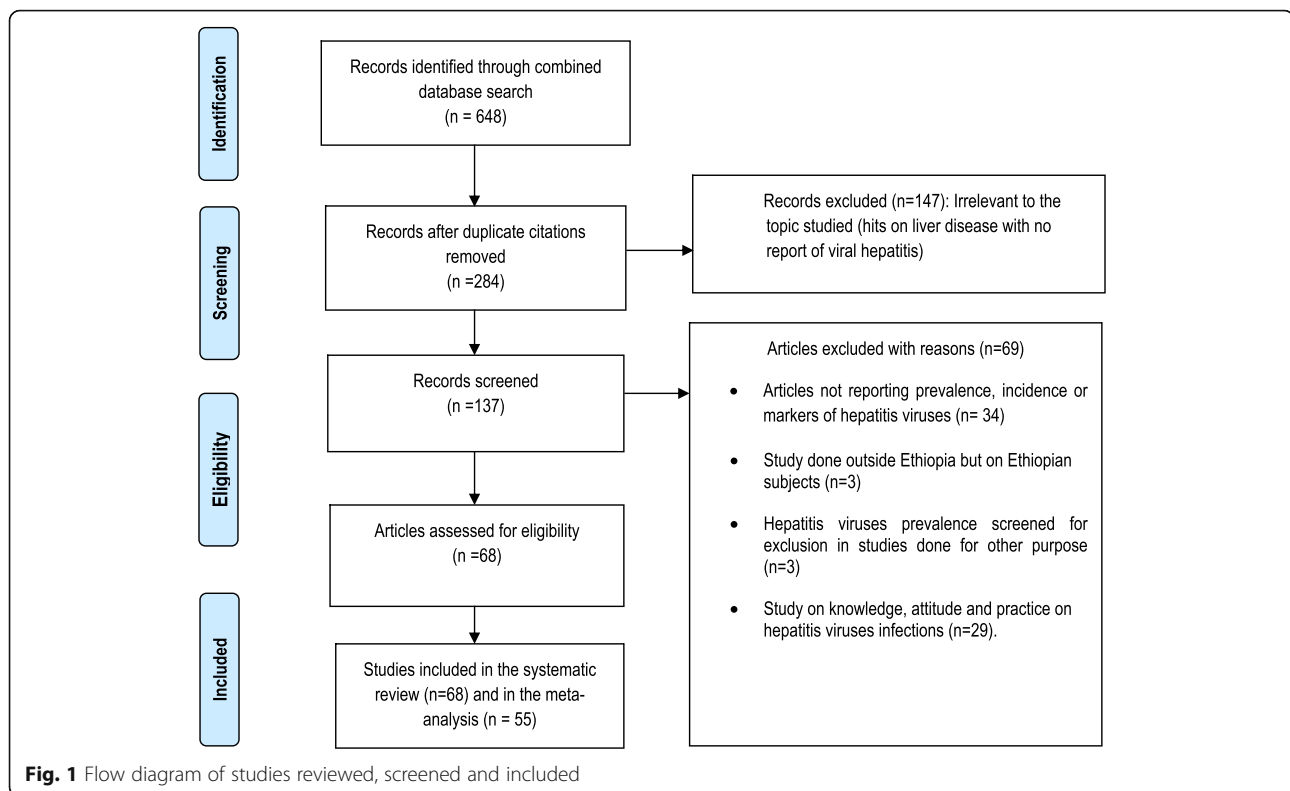 Identification
Records identified through combined
database search
(n = 648)
Screening
Records after duplicate citations
removed
(n =284)
Records excluded (n=147): Irrelevant to the
topic studied (hits on liver disease with no
report of viral hepatitis)
Records screened
(n =137)
Articles excluded with reasons (n=69)
• Articles not reporting prevalence, incidence or
markers of hepatitis viruses (n= 34)
• Study done outside Ethiopia but on Ethiopian
subjects (n=3)
• Hepatitis viruses prevalence screened for
exclusion in studies done for other purpose
(n=3)
• Study on knowledge, attitude and practice on
hepatitis viruses infections (n=29).
Eligibility
Articles assessed for eligibility
(n =68)
Included
Studies included in the systematic
review (n=68) and in the meta-
analysis (n = 55)
Fig. 1 Flow diagram of studies reviewed, screened and included